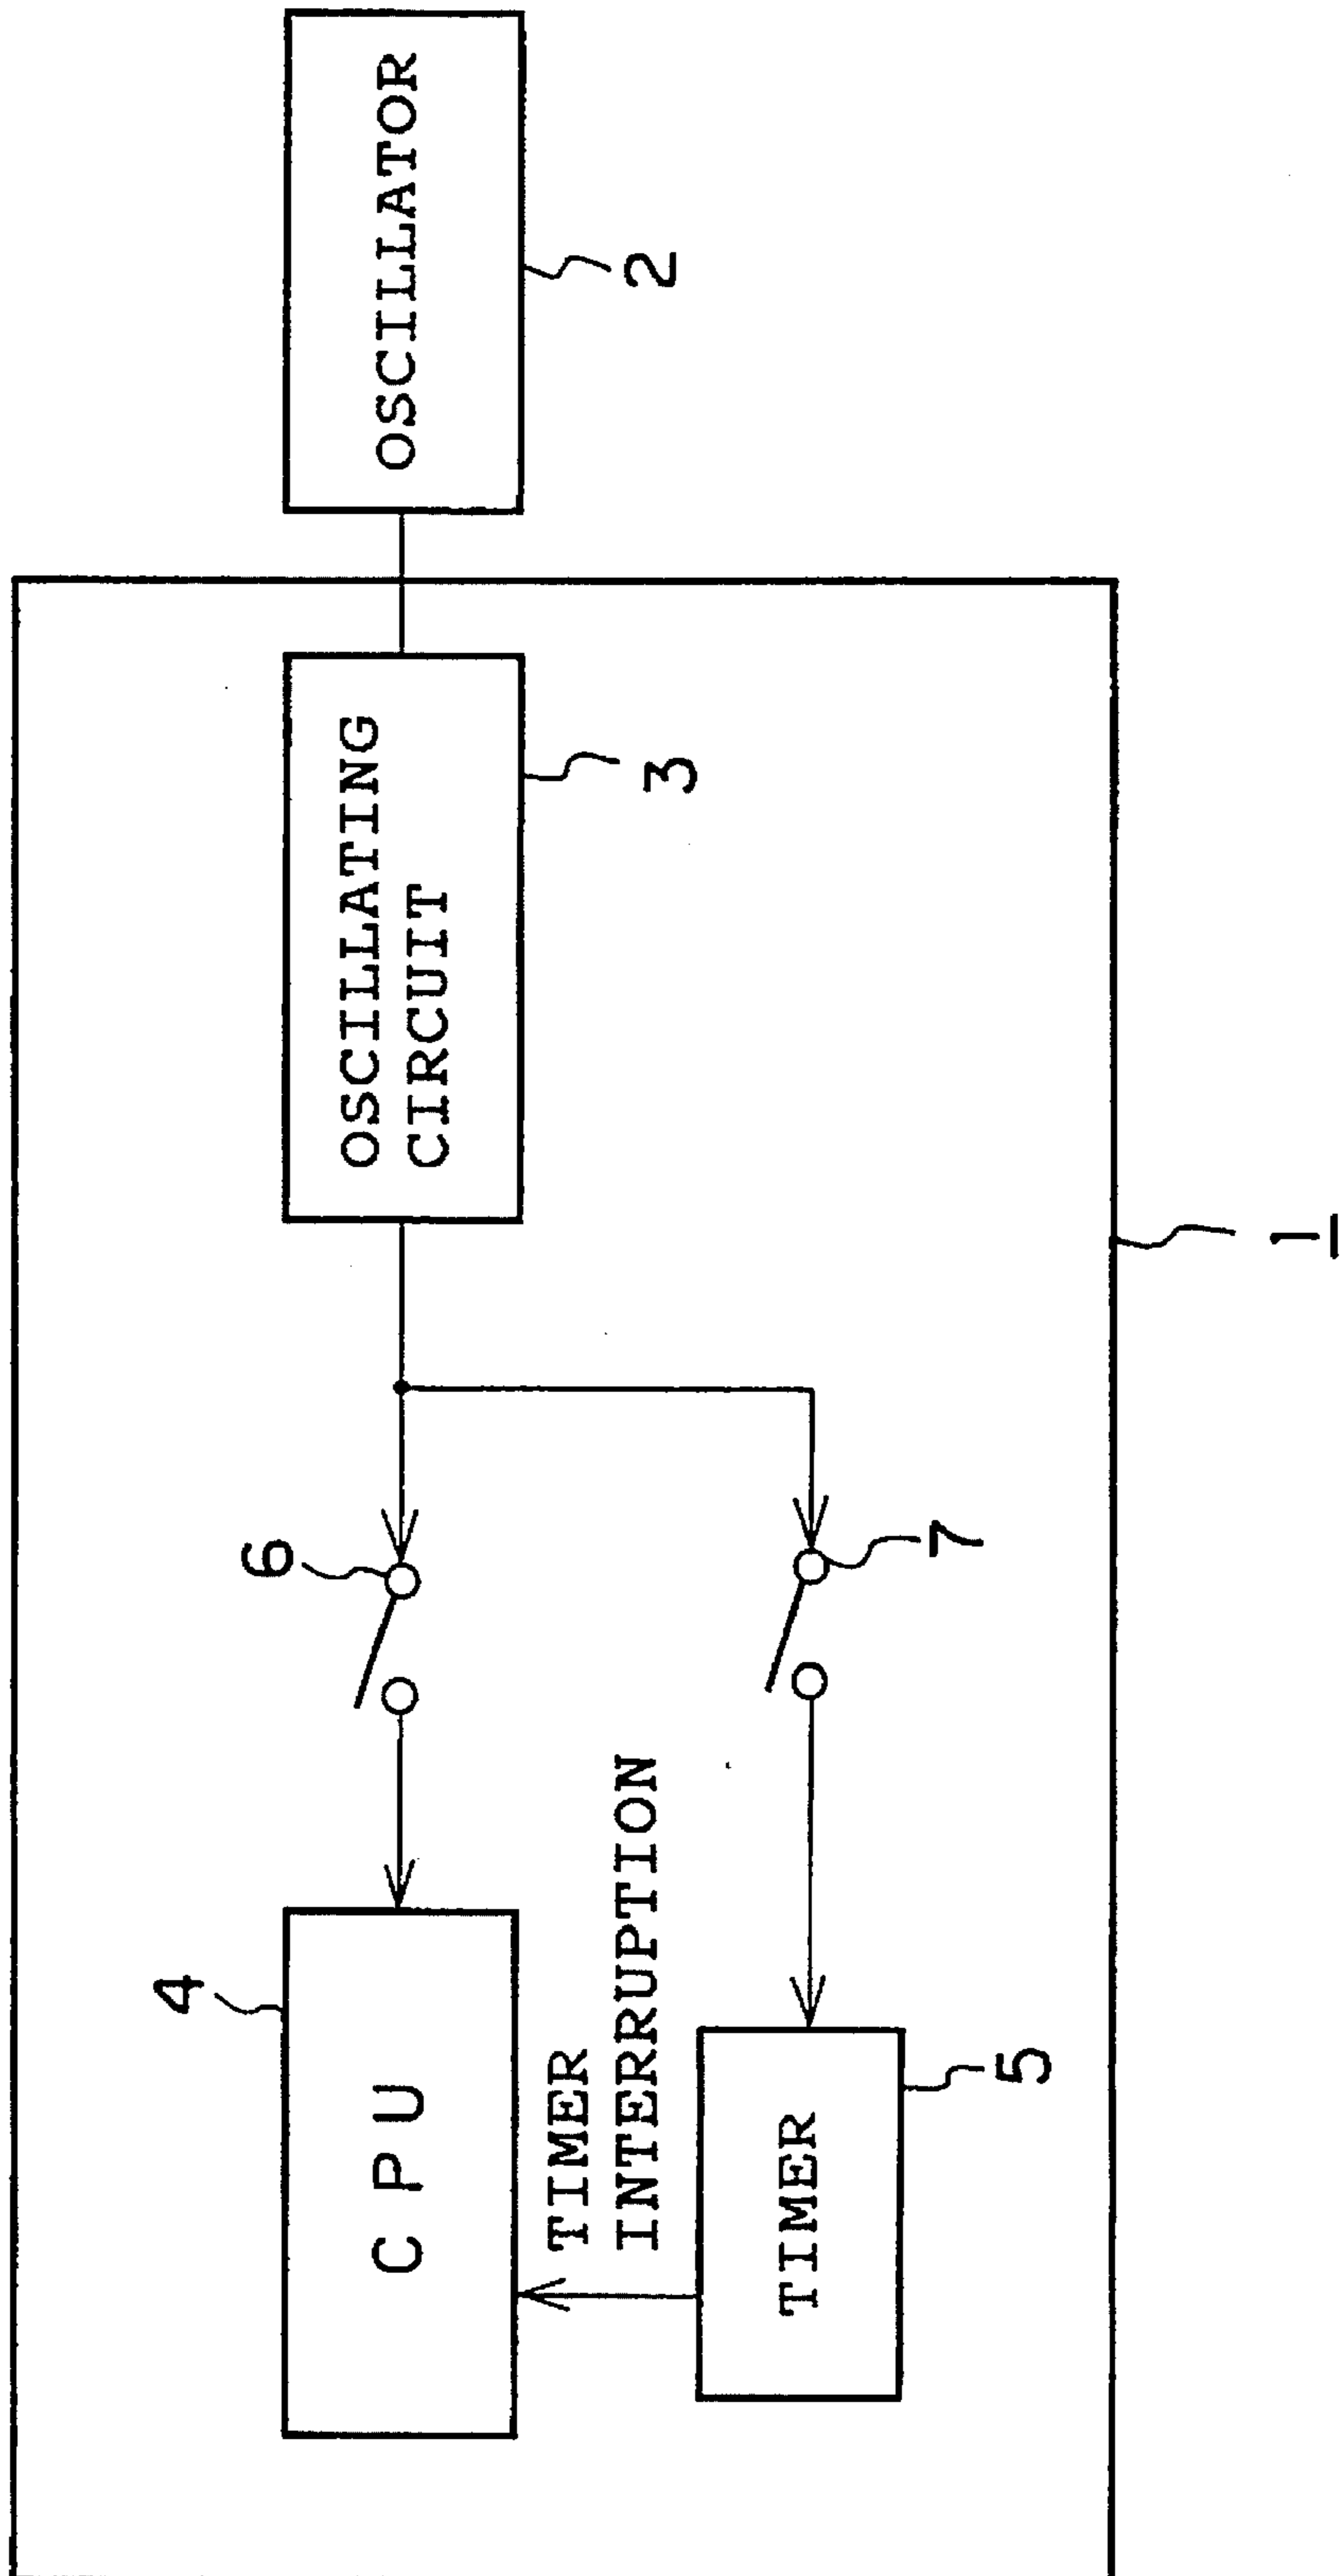 OSCILLATOR
2
OSCILLATING
CIRCUIT
3
6
7
4
C P U
TIMER
INTERRUPTION
TIMER
5
1